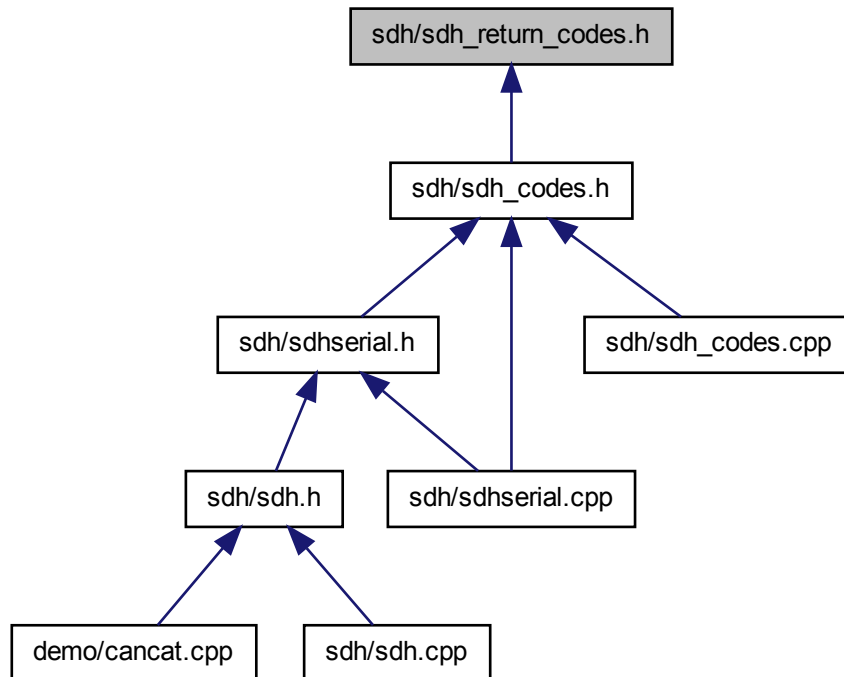 sdh/sdh_return_codes.h
sdh/sdh_codes.h
sdh/sdhserial.h
sdh/sdh_codes.cpp
sdh/sdh.h
sdh/sdhserial.cpp
demo/cancat.cpp
sdh/sdh.cpp